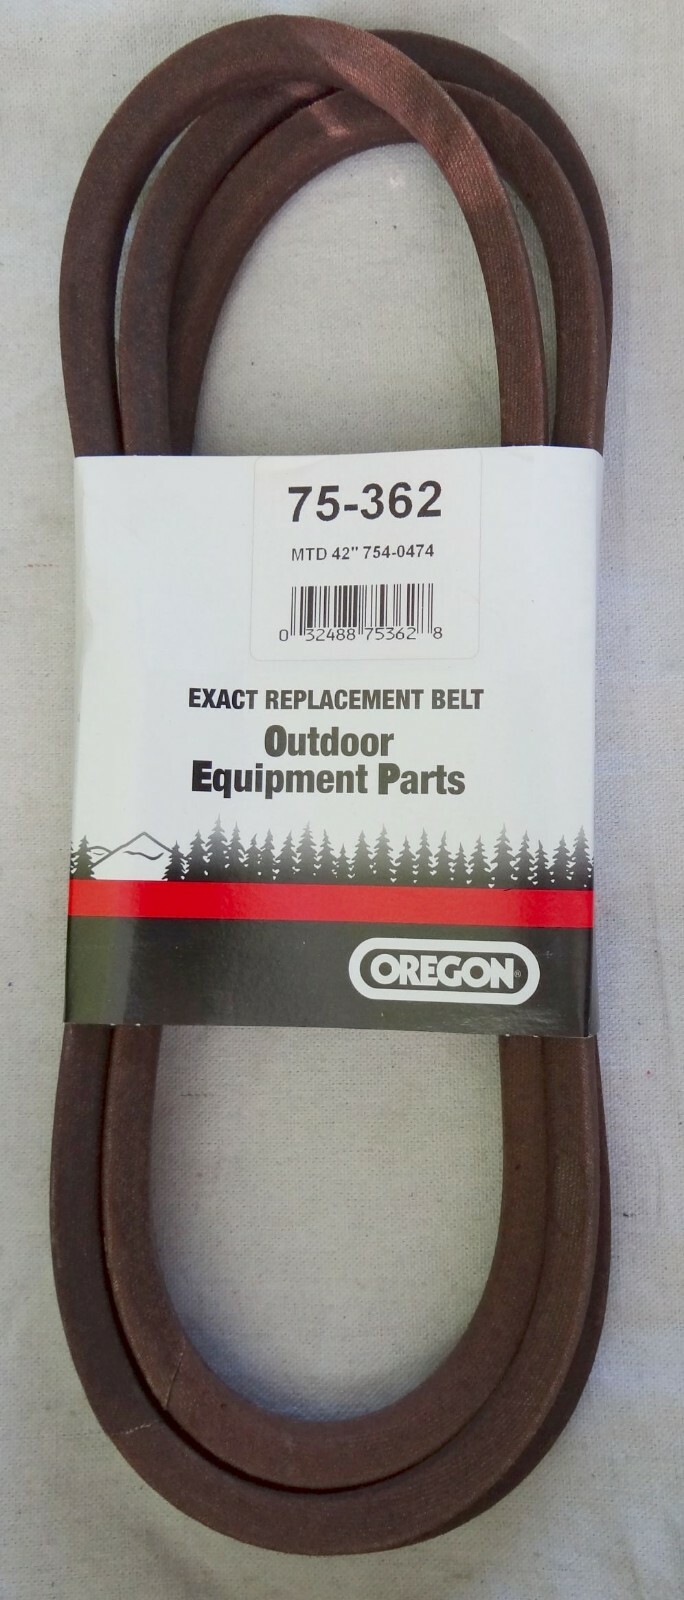 75-362
MTD 42" 754-0474
0 32488 75362 8
EXACT REPLACEMENT BELT
Outdoor
Equipment Parts
OREGON®